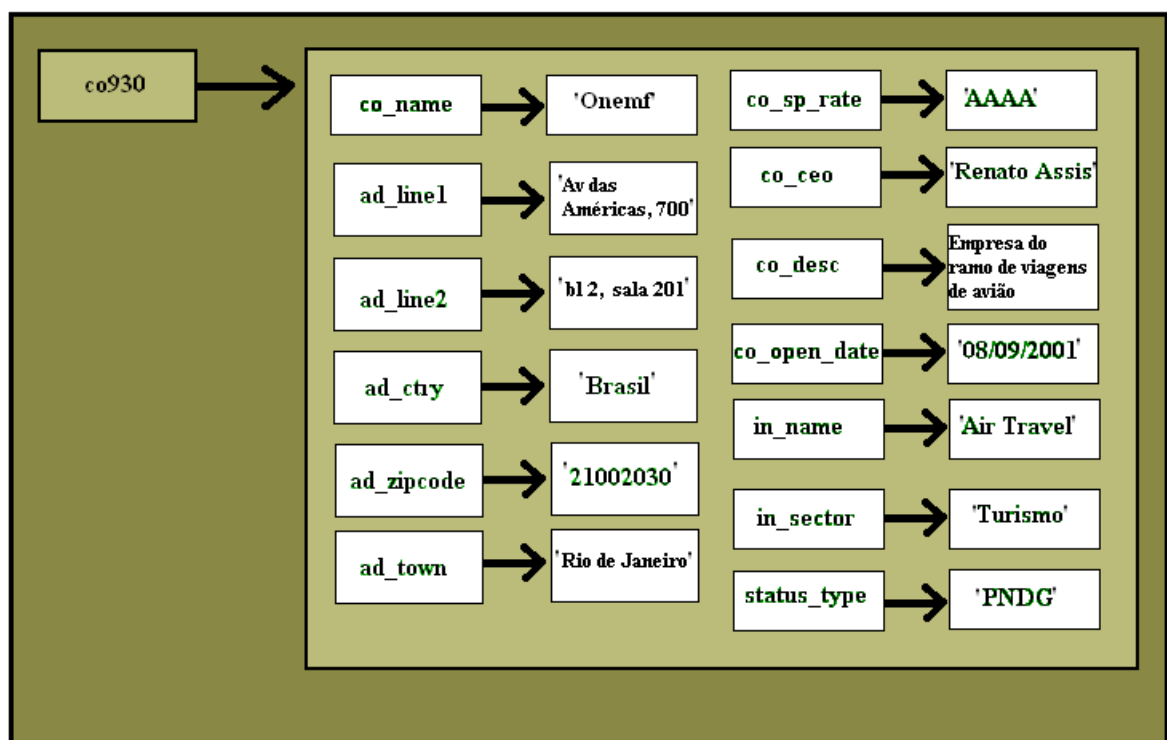 co930
co_name
'Onemf'
ad_line1
'Av das
Américas, 700'
ad_line2
'bl 2, sala 201'
ad_ctry
'Brasil'
ad_zipcode
'21002030'
ad_town
'Rio de Janeiro'
co_sp_rate
'AAAA'
co_ceo
'Renato Assis'
co_desc
Empresa do
ramo de viagens
de avião
co_open_date
'08/09/2001'
in_name
'Air Travel'
in_sector
'Turismo'
status_type
'PNDG'